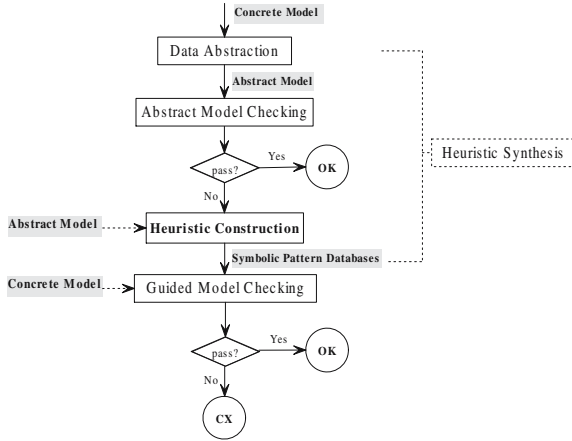 Concrete Model
Data Abstraction
Abstract Model
Abstract Model Checking
pass?
Yes
OK
Heuristic Synthesis
No
Abstract Model
Heuristic Construction
Symbolic Pattern Databases
Concrete Model
Guided Model Checking
pass?
Yes
OK
No
CX